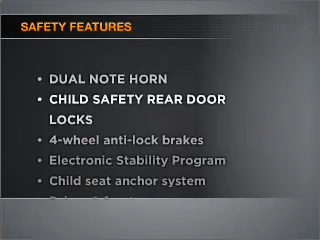 SAFETY FEATURES
• DUAL NOTE HORN
• CHILD SAFETY REAR DOOR
LOCKS
• 4-wheel anti-lock brakes
• Electronic Stability Program
• Child seat anchor system